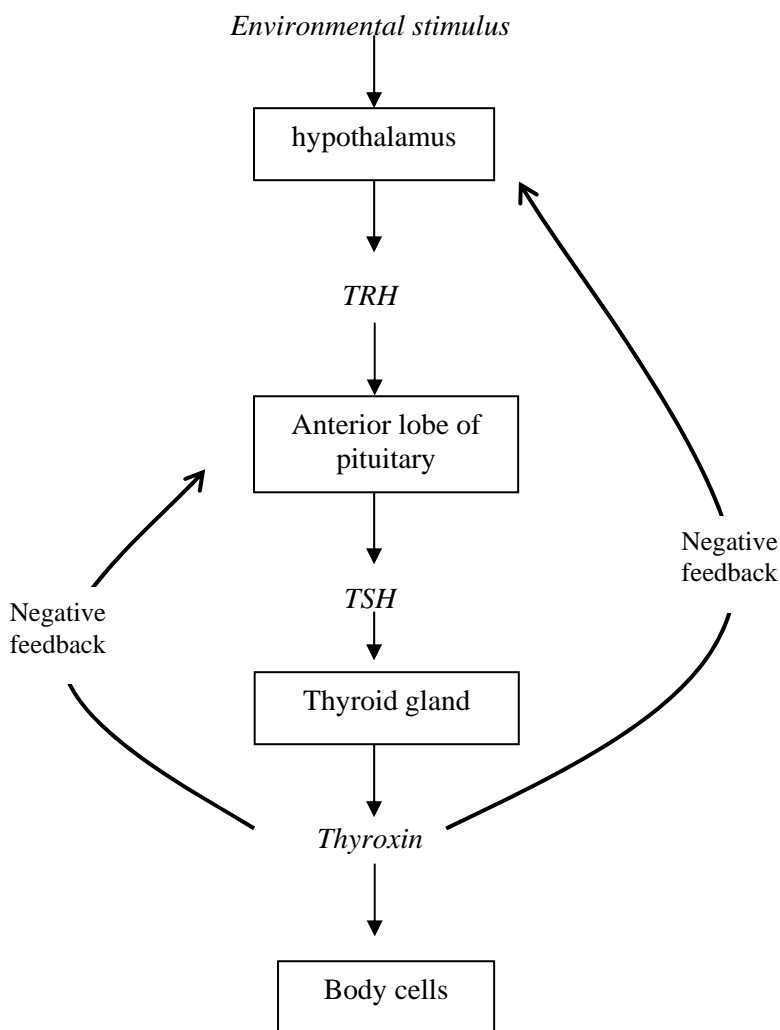 Environmental stimulus
hypothalamus
TRH
Anterior lobe of
pituitary
Negative
feedback
TSH
Negative
feedback
Thyroid gland
Thyroxin
Body cells